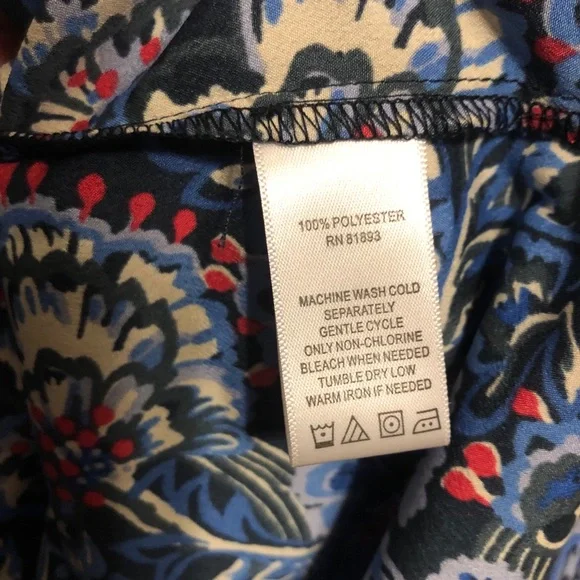 100% POLYESTER
RN 81893
MACHINE WASH COLD
SEPARATELY
GENTLE CYCLE
ONLY NON-CHLORINE
BLEACH WHEN NEEDED
TUMBLE DRY LOW
WARM IRON IF NEEDED